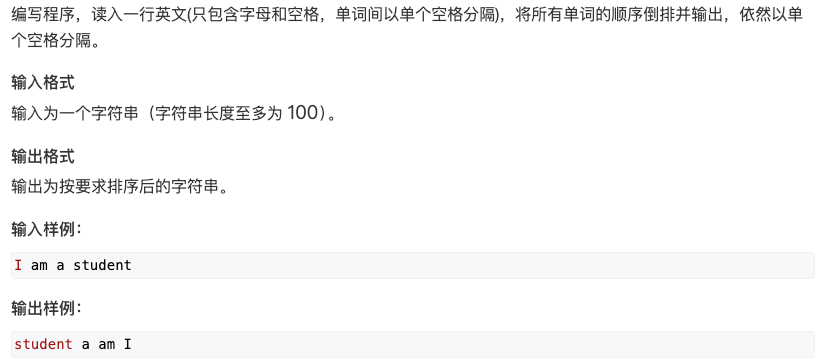 编写程序，读入一行英文(只包含字母和空格，单词间以单个空格分隔)，将所有单词的顺序倒排并输出，依然以单
个空格分隔。
输入格式
输入为一个字符串（字符串长度至多为 100）。
输出格式
输出为按要求排序后的字符串。
输入样例：
I am a student
输出样例：
student a am I